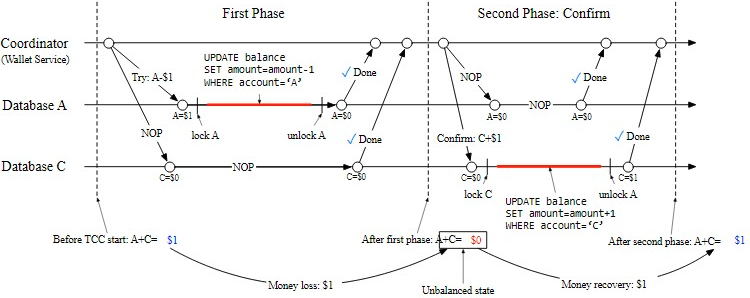 First Phase
Second Phase: Confirm
Coordinator
(Wallet Service)
Try: A-$1
UPDATE balance
SET amount=amount-1
WHERE account=‘A’
✓ Done
NOP
✓ Done
Database A
A=$1
lock A
unlock A
A=$0
A=$0
NOP
A=$0
NOP
✓ Done
Confirm: C+$1
✓ Done
Database C
C=$0
NOP
C=$0
C=$0
lock C
UPDATE balance
SET amount=amount+1
WHERE account=‘C’
unlock A
C=$1
Before TCC start: A+C= $1
After first phase: A+C= $0
After second phase: A+C= $1
Money loss: $1
Unbalanced state
Money recovery: $1